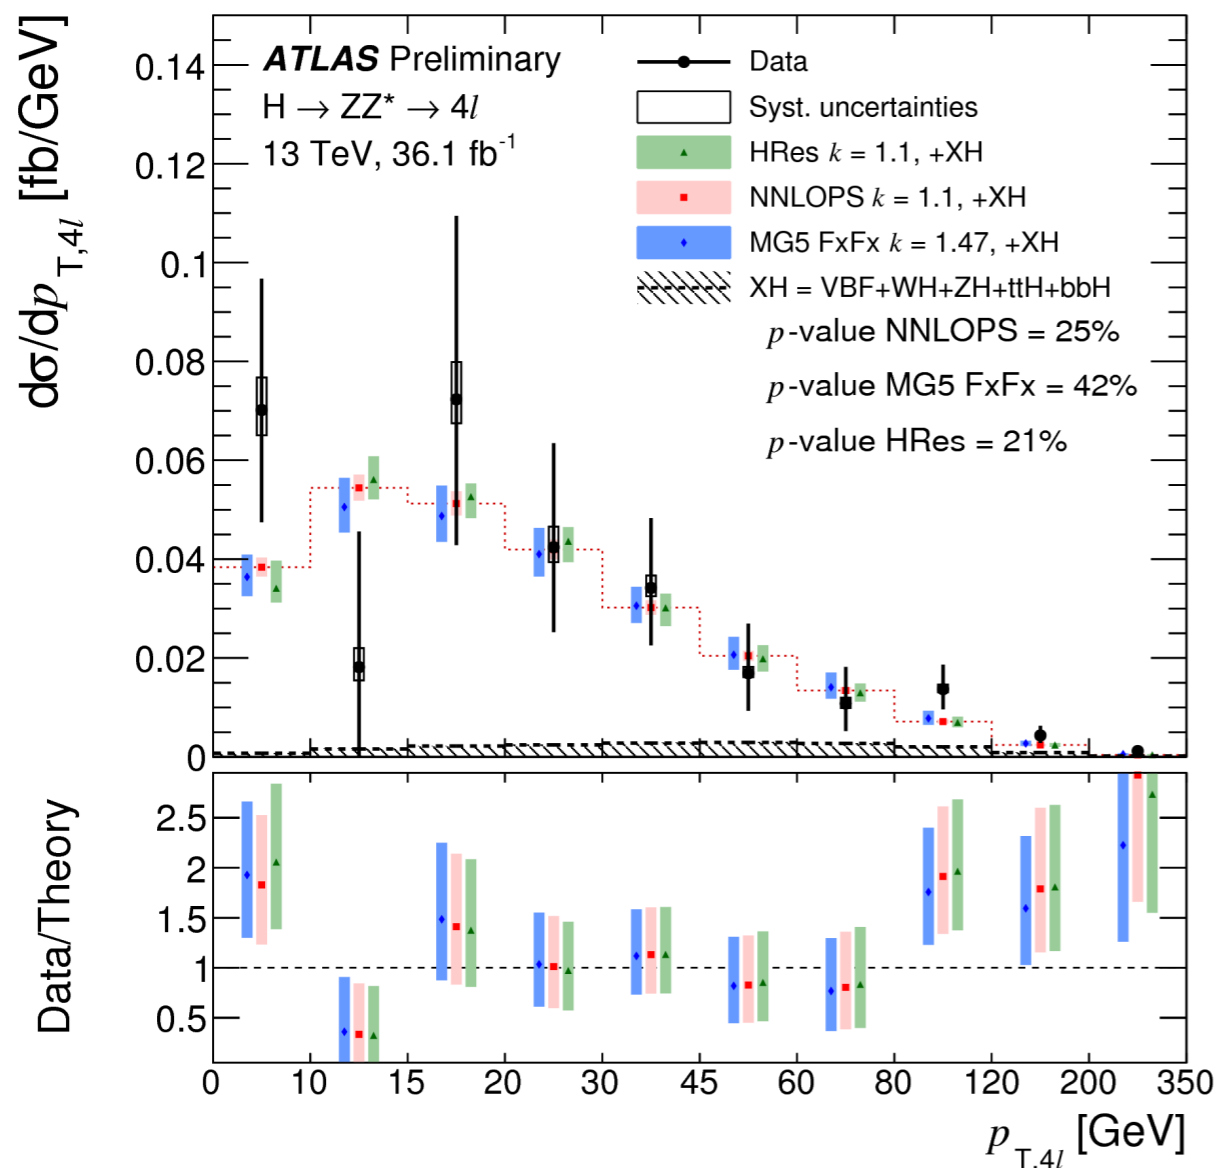 dσ/dp T,4l [fb/GeV]
0.14
0.12
0.1
0.08
0.06
0.04
0.02
0
ATLAS Preliminary
H → ZZ* → 4l
13 TeV, 36.1 fb⁻¹
Data
Syst. uncertainties
HRes k = 1.1, +XH
NNLOPS k = 1.1, +XH
MG5 FxFx k = 1.47, +XH
XH = VBF+WH+ZH+ttH+bbH
p-value NNLOPS = 25%
p-value MG5 FxFx = 42%
p-value HRes = 21%
Data/Theory
2.5
2
1.5
1
0.5
0 10 15 20 30 45 60 80 120 200 350
p T,4l [GeV]